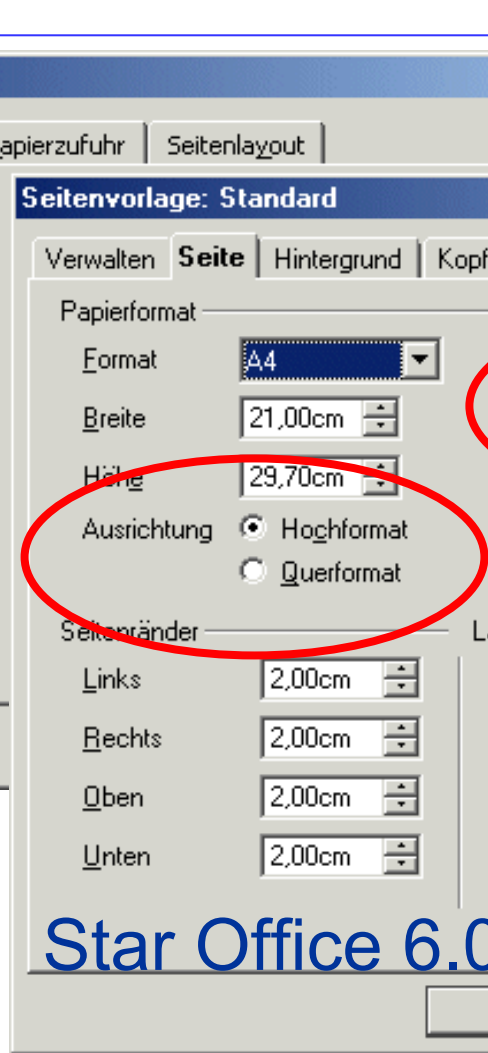 apierzufuhr Seitenlayout
Seitenvorlage: Standard
Verwalten Seite Hintergrund Kopf
Papierformat
Format A4
Breite 21,00cm
Höhe 29,70cm
Ausrichtung Hochformat
Querformat
Seitenränder
Links 2,00cm
Rechts 2,00cm
Oben 2,00cm
Unten 2,00cm
Star Office 6.0